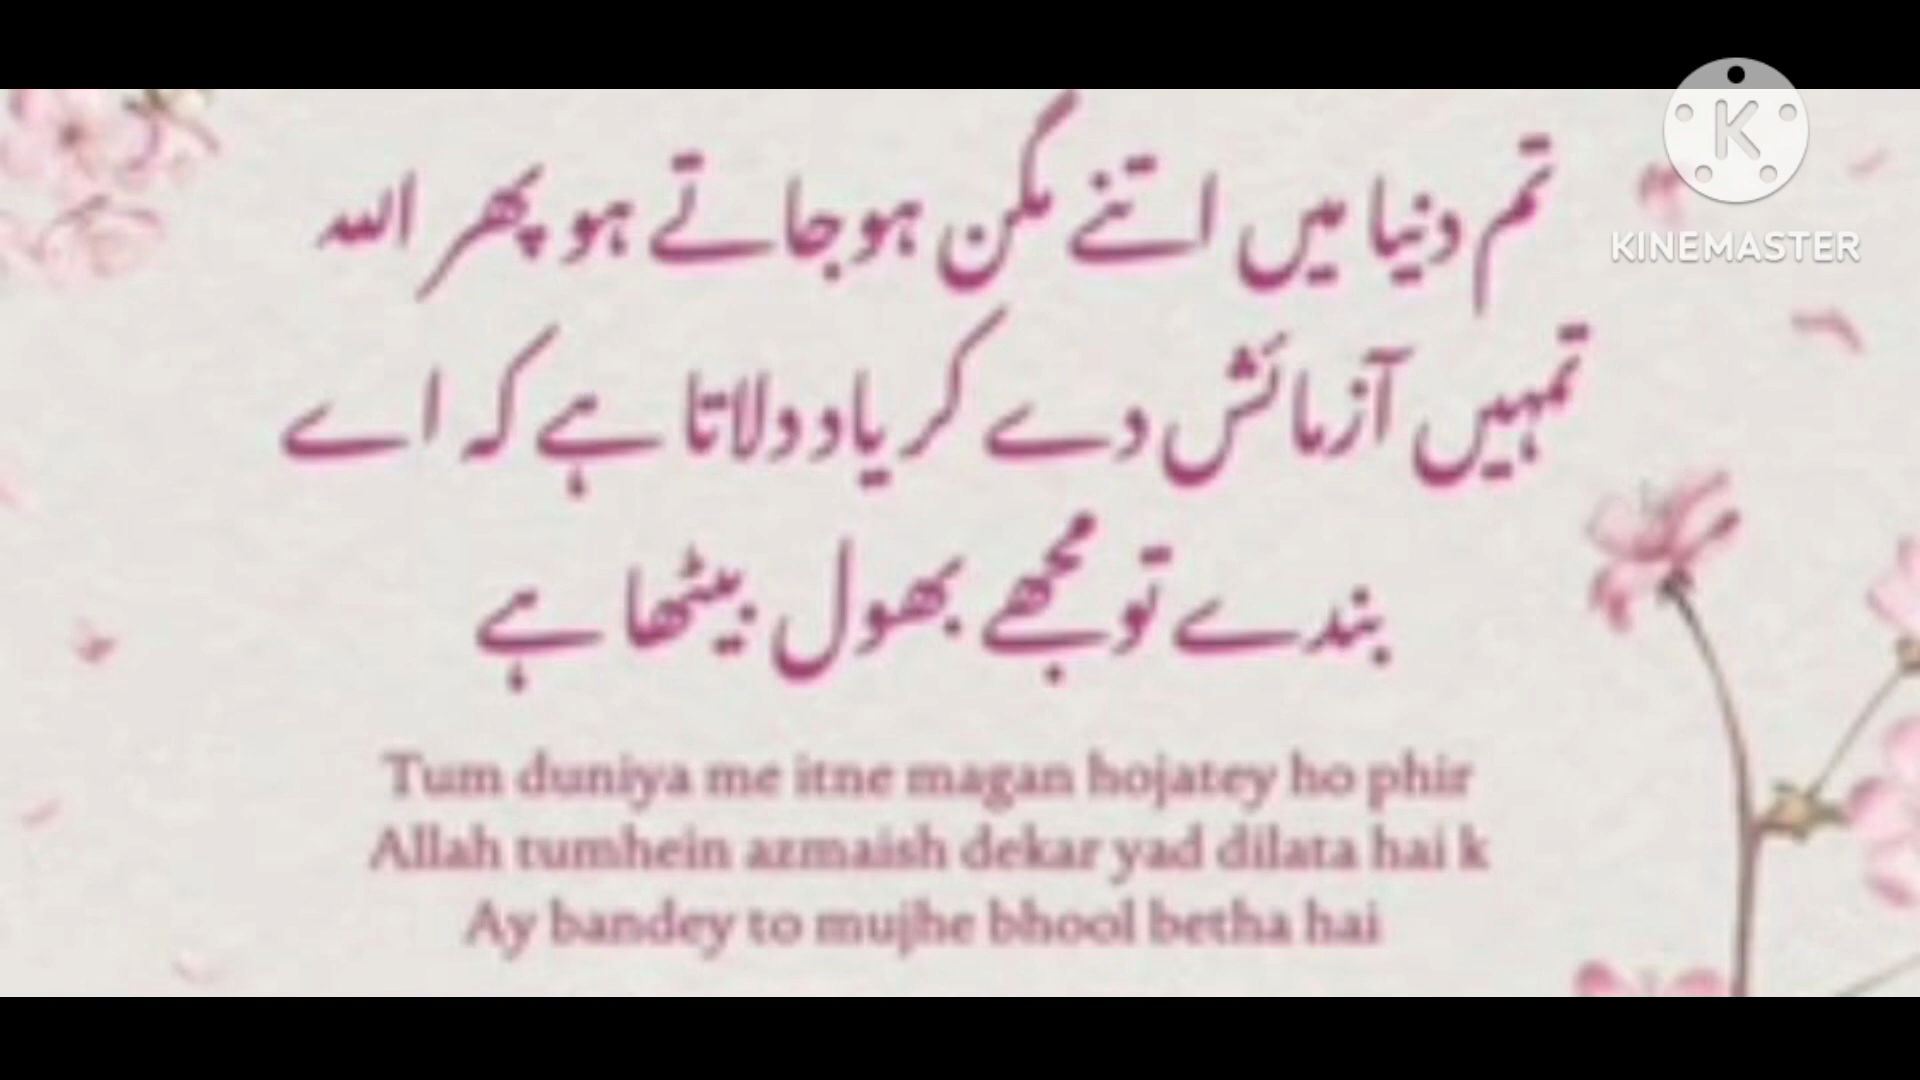 تم دنیا میں اتنے مگن ہو جاتے ہو پھر اللہ
تمہیں آزمائش دے کر یاد دلاتا ہے کہ اے
بندے تو مجھے بھول بیٹھا ہے
Tum duniya me itne magan hojatey ho phir
Allah tumhein azmaish dekar yad dilata hai k
Ay bandey to mujhe bhool betha hai
K
KINEMASTER